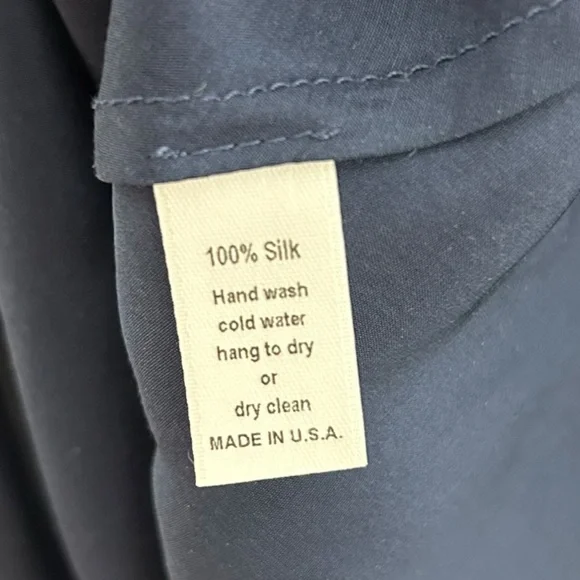 100% Silk
Hand wash
cold water
hang to dry
or
dry clean
MADE IN U.S.A.